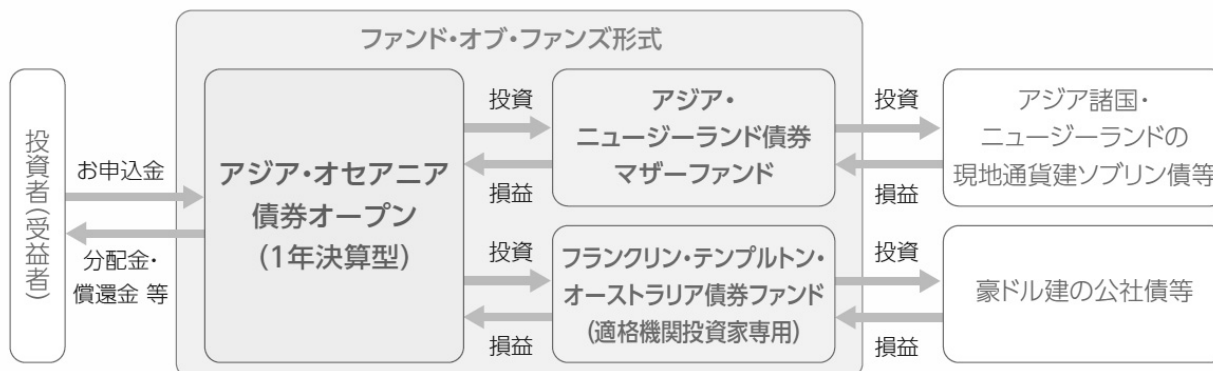 ファンド・オブ・ファンズ形式
投資者(受益者)
お申込金
分配金・
償還金 等
アジア・オセアニア
債券オープン
(1年決算型)
投資
損益
アジア・
ニュージーランド債券
マザーファンド
投資
損益
アジア諸国・
ニュージーランドの
現地通貨建ソブリン債等
投資
損益
フランクリン・テンプルトン・
オーストラリア債券ファンド
(適格機関投資家専用)
投資
損益
豪ドル建の公社債等